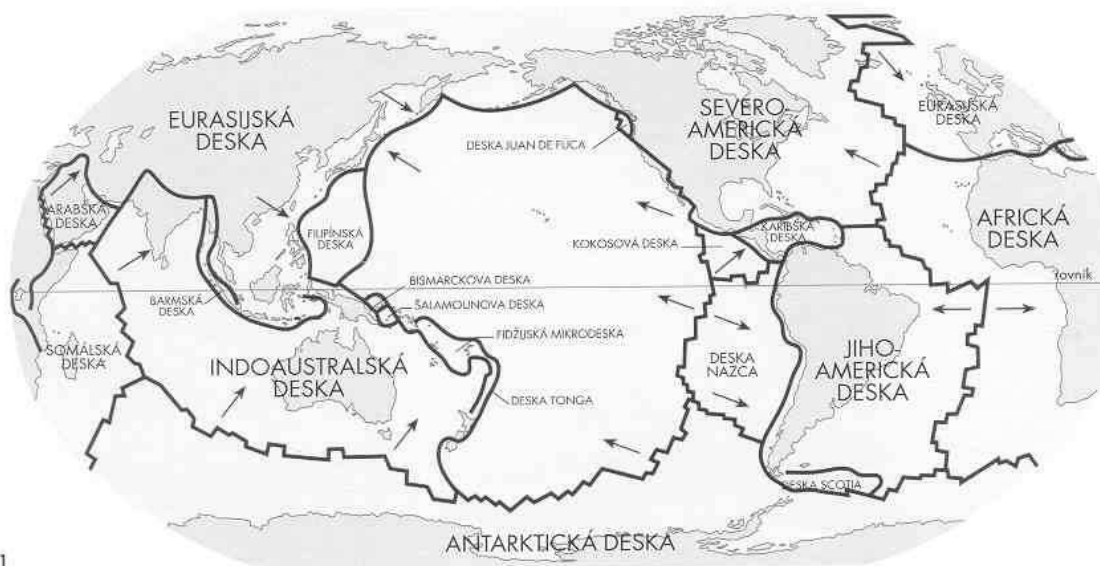 EURASIJSKÁ
DESKA
SEVERO-
AMERICKÁ
DESKA
EURASIJSKÁ
DESKA
DESKA JUAN DE FUCA
ARABSKÁ
DESKA
FILIPÍNSKÁ
DESKA
KARIBSKÁ
DESKA
AFRICKÁ
DESKA
KOKOSOVÁ DESKA
BISMARCKOVA DESKA
rovník
BARMSKÁ
DESKA
ŠALAMOUNOVA DESKA
FIDŽIJSKÁ MIKRODESKA
SOMÁLSKÁ
DESKA
INDOAUSTRALSKÁ
DESKA
DESKA
NAZCA
JIHO-
AMERICKÁ
DESKA
DESKA TONGA
DESKA SCOTIA
ANTARKTICKÁ DESKA
1